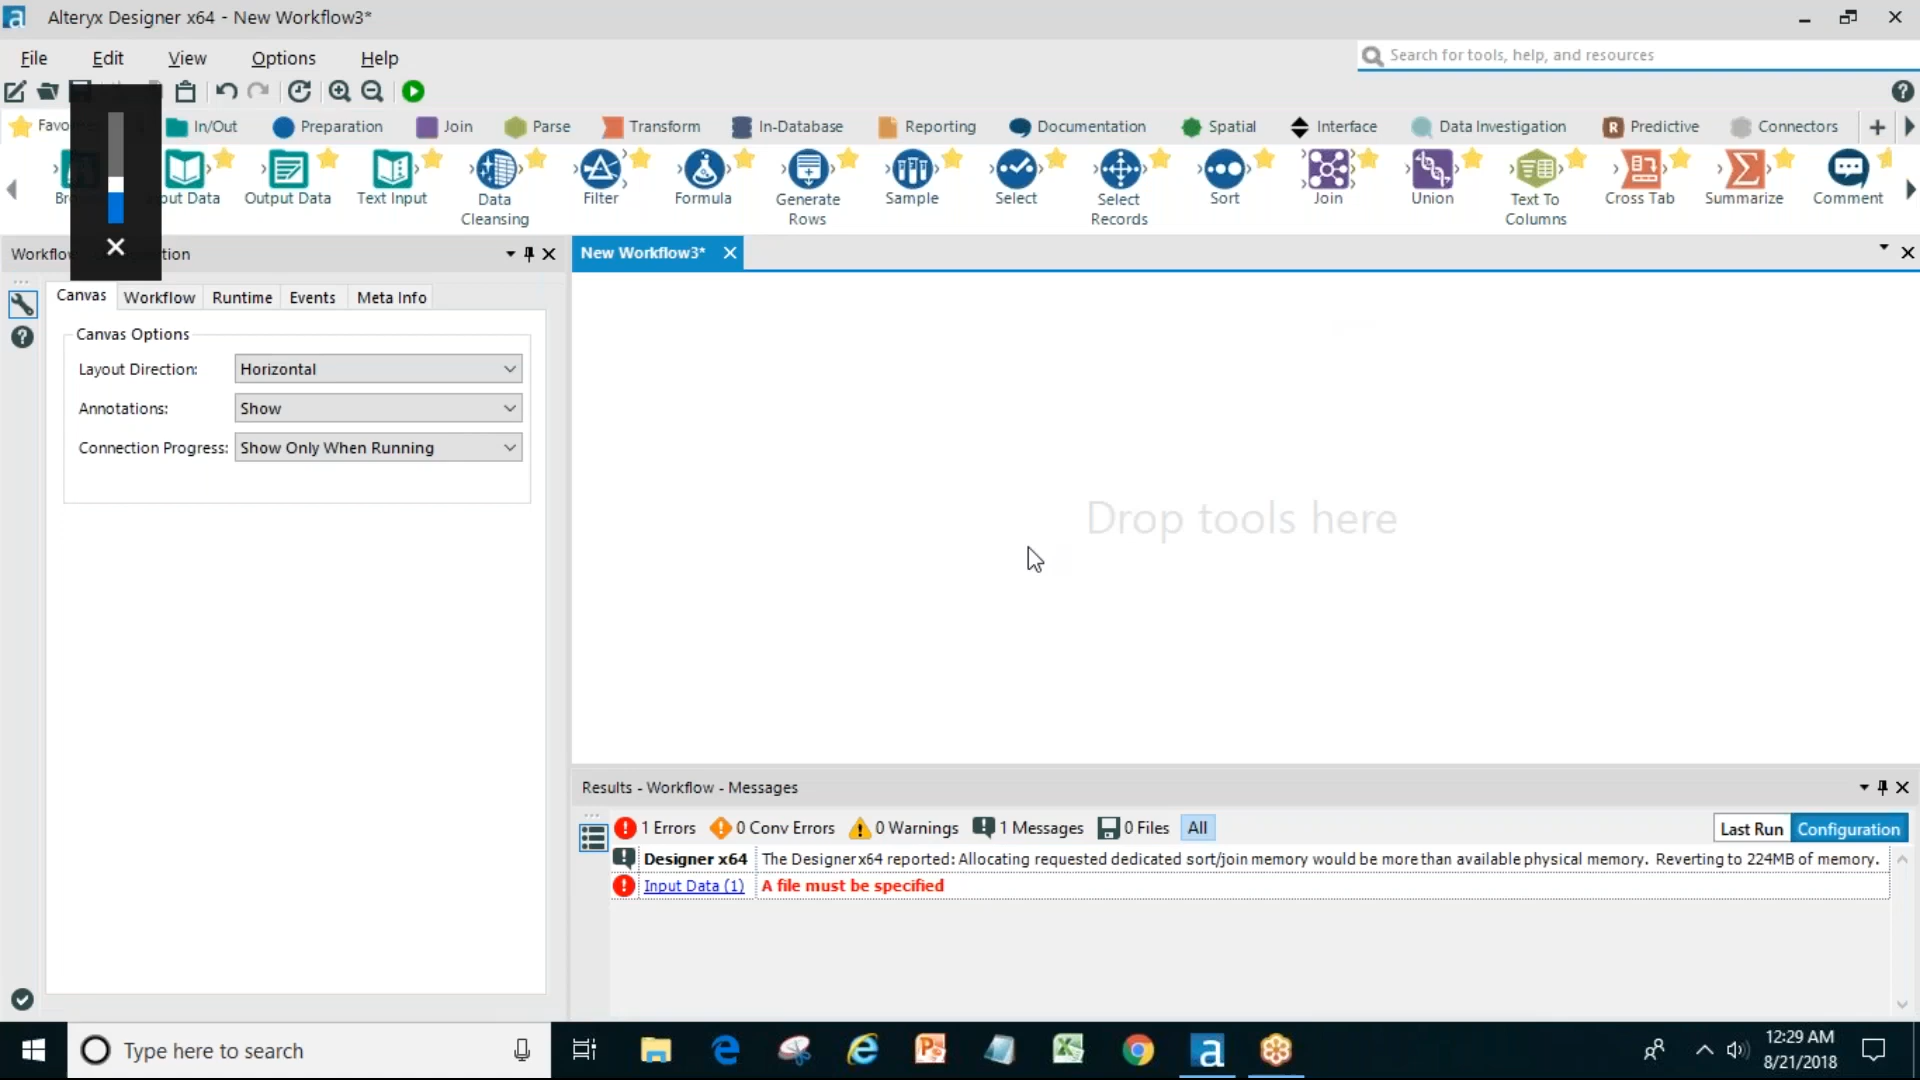 Alteryx Designer x64 - New Workflow3*
File Edit View Options Help
Search for tools, help, and resources
In/Out Preparation Join Parse Transform In-Database Reporting Documentation Spatial Interface Data Investigation Predictive Connectors
Output Data Text Input Data Cleansing Filter Formula Generate Rows Sample Select Select Records Sort Join Union Text To Columns Cross Tab Summarize Comment
New Workflow3*
Canvas Workflow Runtime Events Meta Info
Canvas Options
Layout Direction: Horizontal
Annotations: Show
Connection Progress: Show Only When Running
Drop tools here
Results - Workflow - Messages
1 Errors 0 Conv Errors 0 Warnings 1 Messages 0 Files All Last Run Configuration
Designer x64 The Designerx64 reported: Allocating requested dedicated sort/join memory would be more than available physical memory. Reverting to 224MB of memory.
Input Data (1) A file must be specified
Type here to search
12:29 AM
8/21/2018